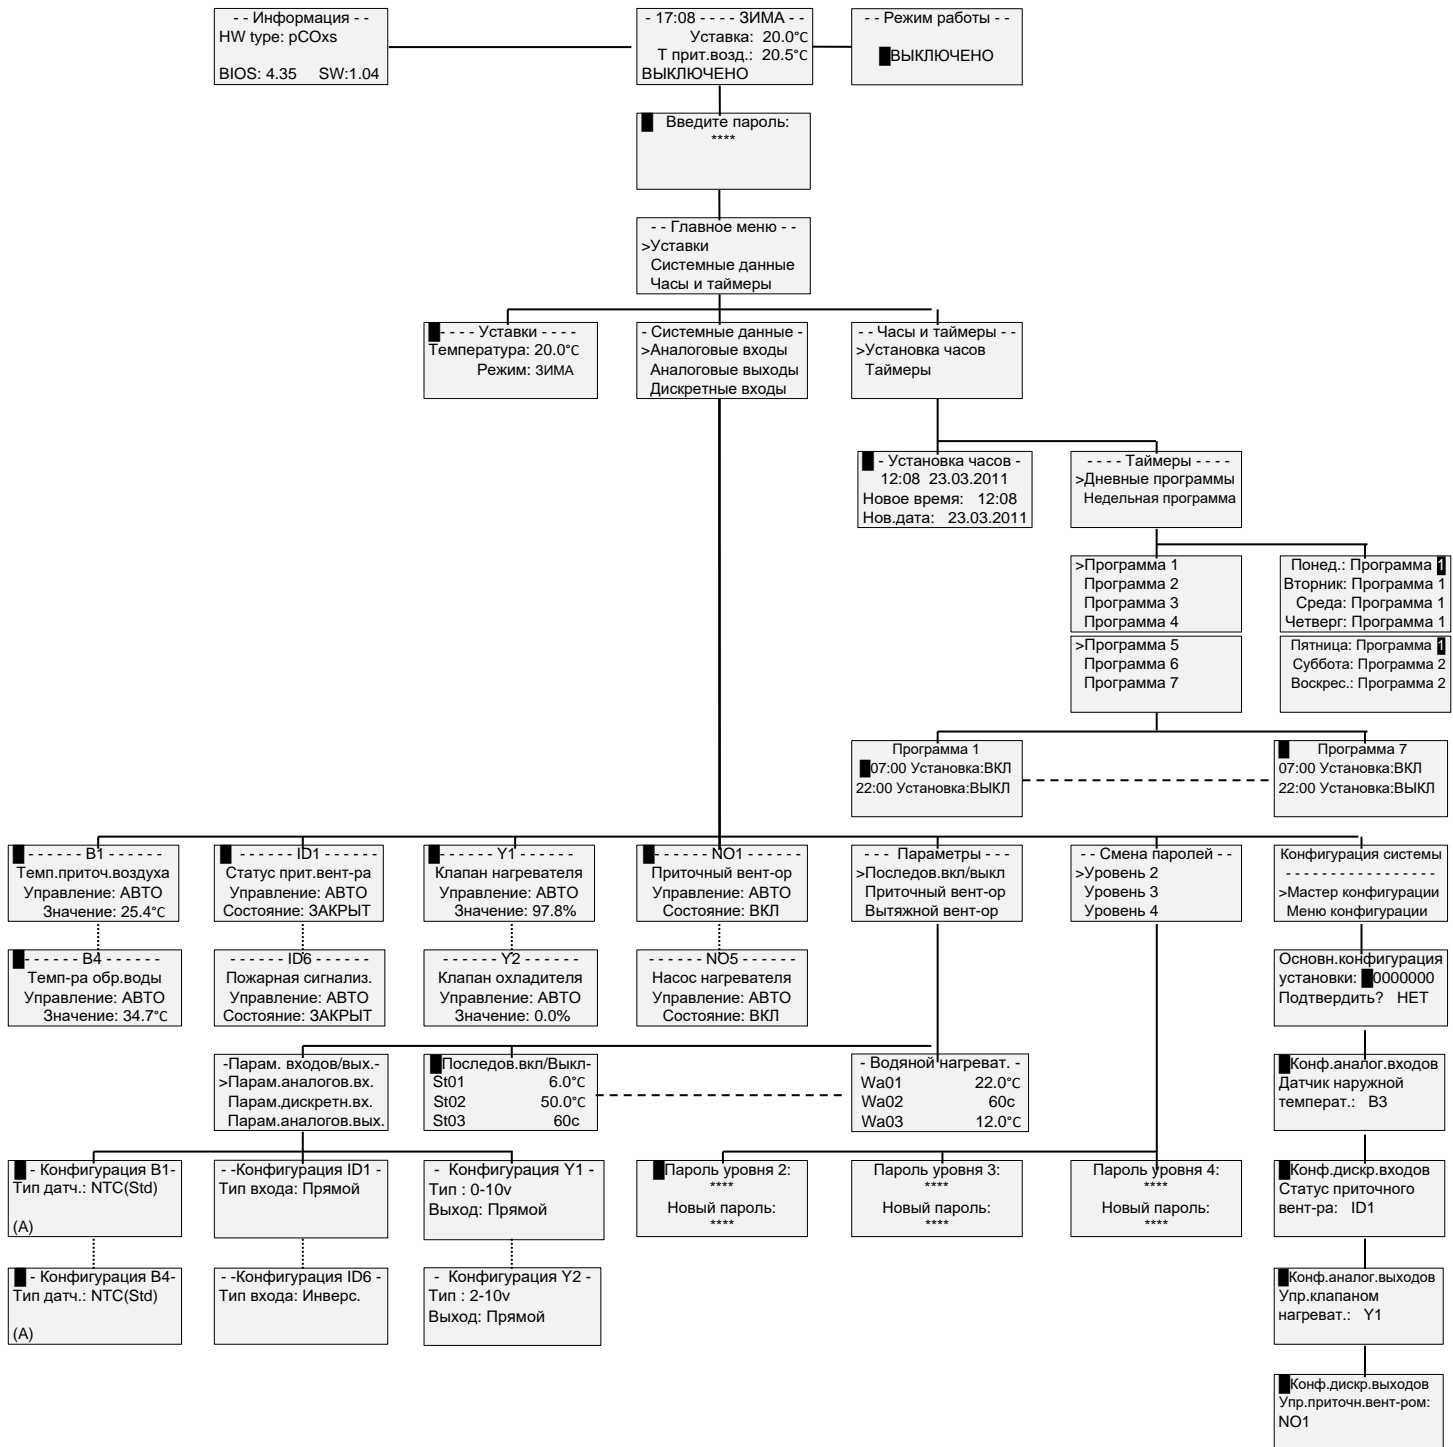 - - Информация - -
HW type: pCOxs
BIOS: 4.35 SW:1.04
- 17:08 - - - - ЗИМА - -
Уставка: 20.0°C
Т прит.возд.: 20.5°C
ВЫКЛЮЧЕНО
- - Режим работы - -
ВЫКЛЮЧЕНО
Введите пароль:
****
- - Главное меню - -
>Уставки
Системные данные
Часы и таймеры
- - - - Уставки - - - -
Температура: 20.0°C
Режим: ЗИМА
- Системные данные -
>Аналоговые входы
Аналоговые выходы
Дискретные входы
- - Часы и таймеры - -
>Установка часов
Таймеры
- Установка часов -
12:08 23.03.2011
Новое время: 12:08
Нов.дата: 23.03.2011
- - - - Таймеры - - - -
>Дневные программы
Недельная программа
>Программа 1
Программа 2
Программа 3
Программа 4
Понед.: Программа 1
Вторник: Программа 1
Среда: Программа 1
Четверг: Программа 1
>Программа 5
Программа 6
Программа 7
Пятница: Программа 1
Суббота: Программа 2
Воскрес.: Программа 2
Программа 1
07:00 Установка:ВКЛ
22:00 Установка:ВЫКЛ
Программа 7
07:00 Установка:ВКЛ
22:00 Установка:ВЫКЛ
- - - - - - B1 - - - - - -
Темп.приточ.воздуха
Управление: АВТО
Значение: 25.4°C
- - - - - - ID1 - - - - - -
Статус прит.вент-ра
Управление: АВТО
Состояние: ЗАКРЫТ
- - - - - - Y1 - - - - - -
Клапан нагревателя
Управление: АВТО
Значение: 97.8%
- - - - - - NO1 - - - - - -
Приточный вент-ор
Управление: АВТО
Состояние: ВКЛ
- - - Параметры - - -
>Последов.вкл/выкл
Приточный вент-ор
Вытяжной вент-ор
- - Смена паролей - -
>Уровень 2
Уровень 3
Уровень 4
Конфигурация системы
- - - - - - - - - - - - - - - - -
>Мастер конфигурации
Меню конфигурации
- - - - - - B4 - - - - - -
Темп-ра обр.воды
Управление: АВТО
Значение: 34.7°C
- - - - - - ID6 - - - - - -
Пожарная сигнализ.
Управление: АВТО
Состояние: ЗАКРЫТ
- - - - - - Y2 - - - - - -
Клапан охладителя
Управление: АВТО
Значение: 0.0%
- - - - - - NO5 - - - - - -
Насос нагревателя
Управление: АВТО
Состояние: ВКЛ
Основн.конфигурация
установки: 0000000
Подтвердить? НЕТ
-Парам. входов/вых.-
>Парам.аналогов.вх.
Парам.дискретн.вх.
Парам.аналогов.вых.
Последов.вкл/Выкл-
St01 6.0°C
St02 50.0°C
St03 60с
- Водяной нагреват. -
Wa01 22.0°C
Wa02 60с
Wa03 12.0°C
Конф.аналог.входов
Датчик наружной
температ.: B3
- Конфигурация B1-
Тип датч.: NTC(Std)
(A)
- -Конфигурация ID1 -
Тип входа: Прямой
- Конфигурация Y1 -
Тип : 0-10v
Выход: Прямой
Пароль уровня 2:
****
Новый пароль:
****
Пароль уровня 3:
****
Новый пароль:
****
Пароль уровня 4:
****
Новый пароль:
****
Конф.дискр.входов
Статус приточного
вент-ра: ID1
- Конфигурация B4-
Тип датч.: NTC(Std)
(A)
- -Конфигурация ID6 -
Тип входа: Инверс.
- Конфигурация Y2 -
Тип : 2-10v
Выход: Прямой
Конф.аналог.выходов
Упр.клапаном
нагреват.: Y1
Конф.дискр.выходов
Упр.приточн.вент-ром:
NO1